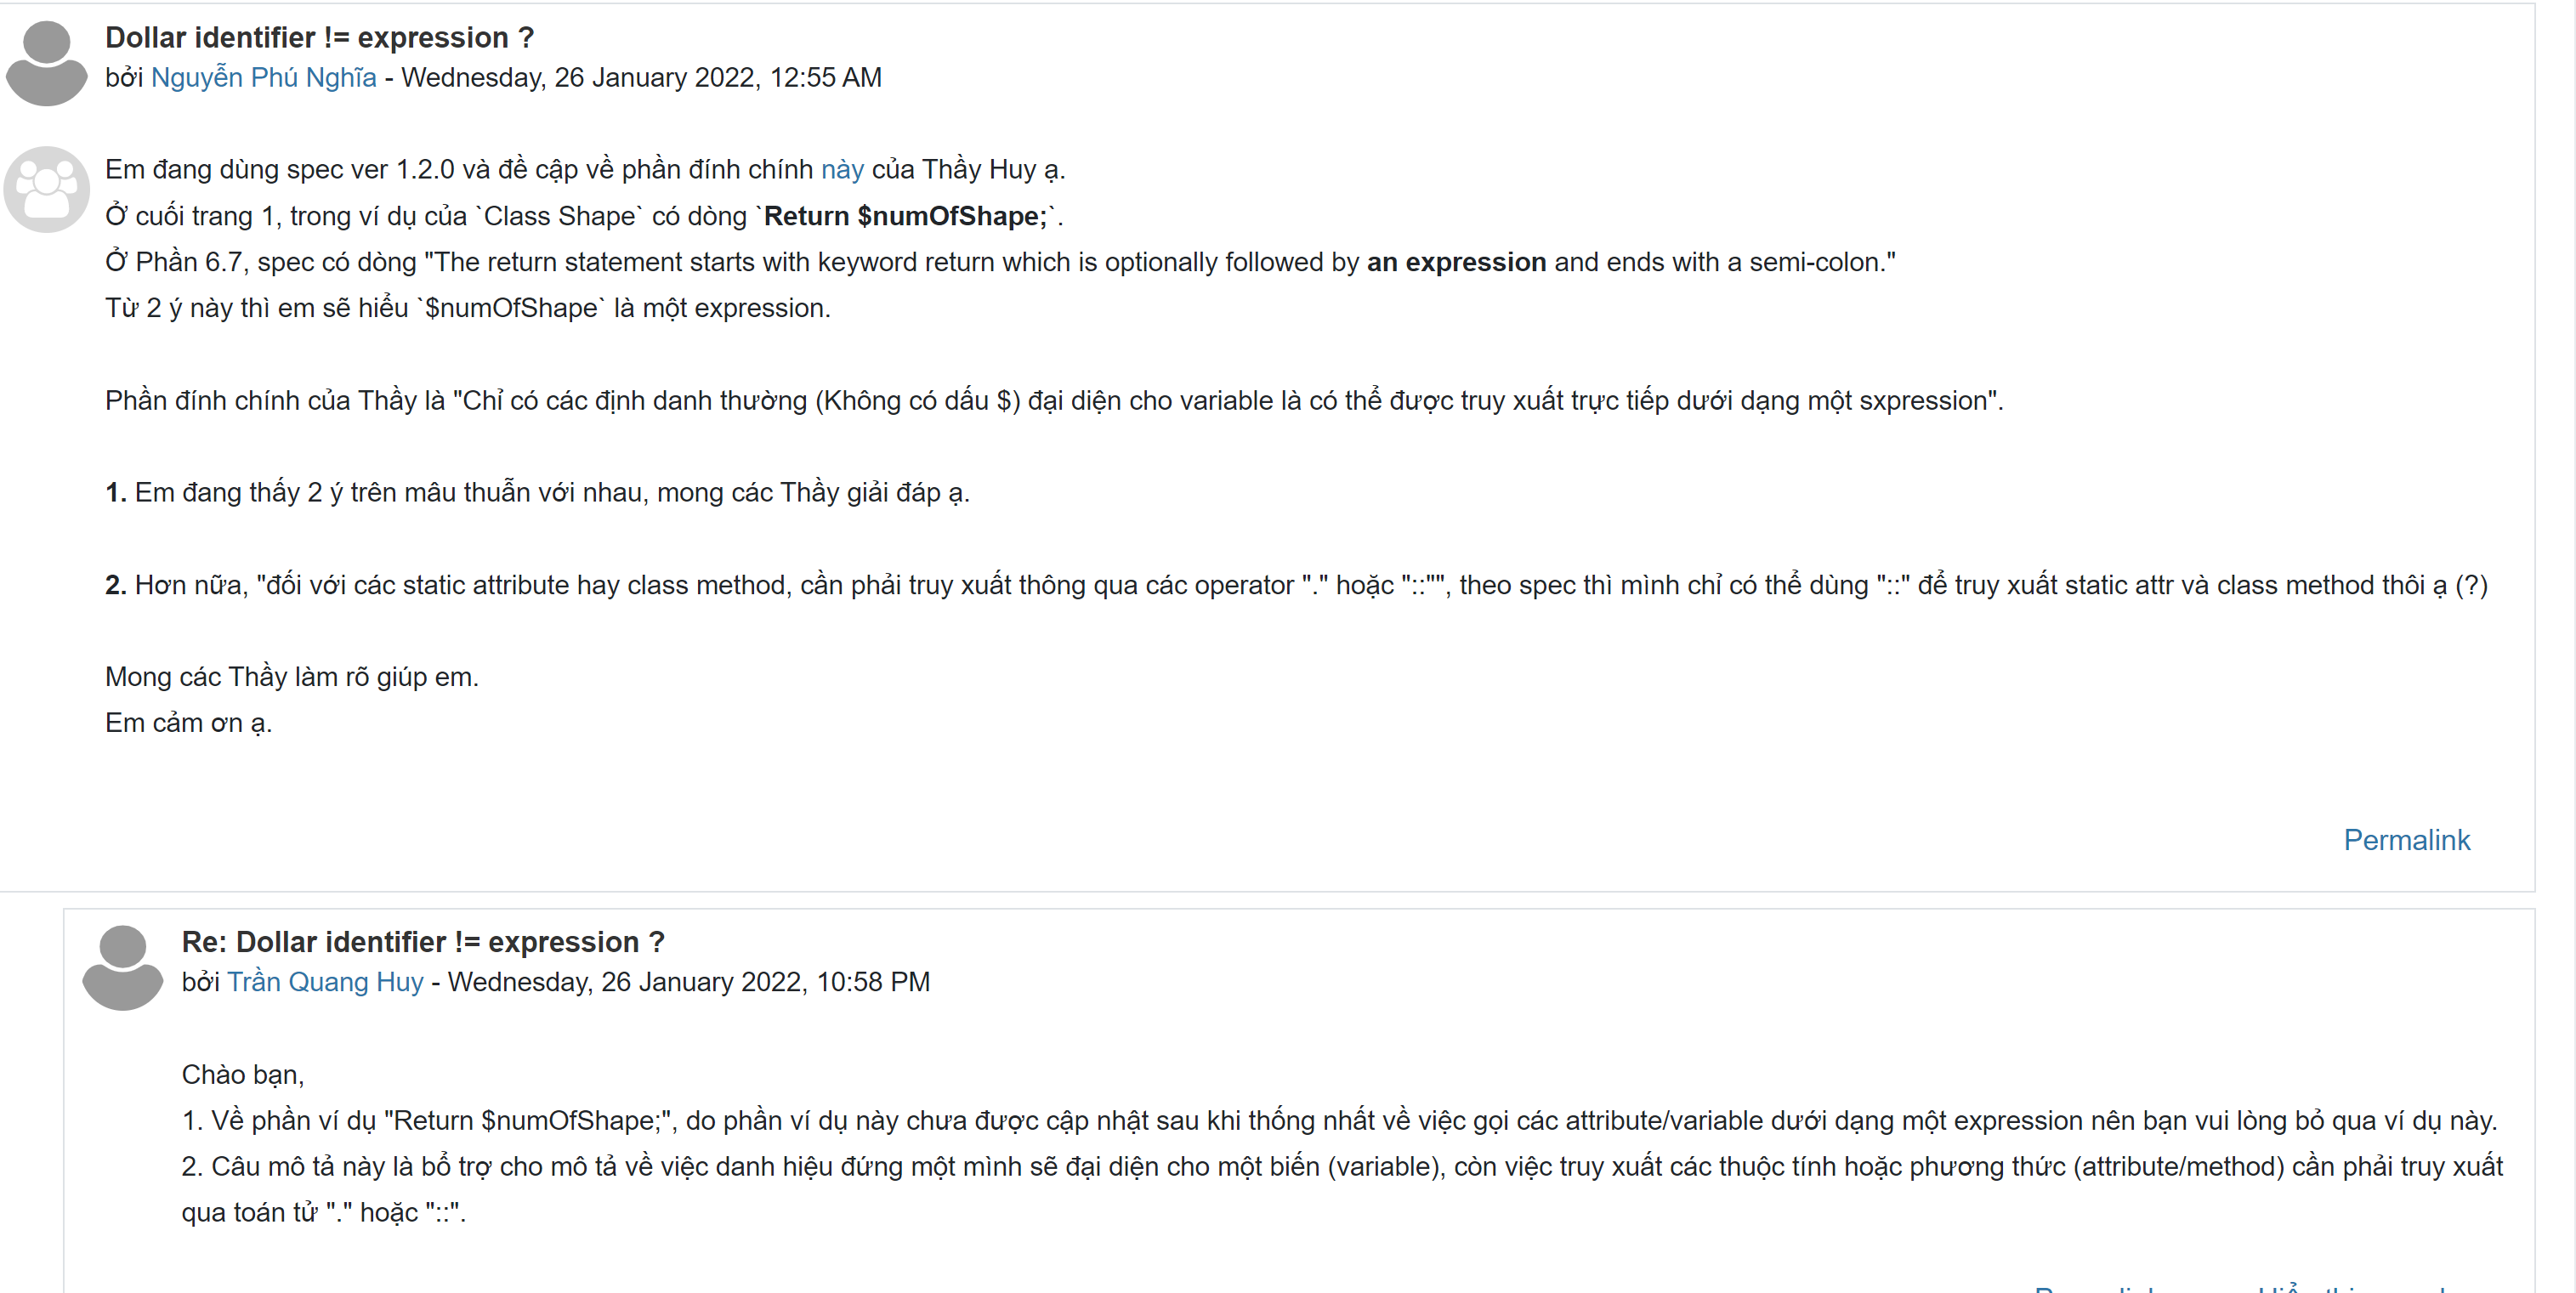 Dollar identifier != expression ?
bởi Nguyễn Phú Nghĩa - Wednesday, 26 January 2022, 12:55 AM
Em đang dùng spec ver 1.2.0 và đề cập về phần đính chính này của Thầy Huy ạ.
Ở cuối trang 1, trong ví dụ của `Class Shape` có dòng `Return $numOfShape;`.
Ở Phần 6.7, spec có dòng "The return statement starts with keyword return which is optionally followed by an expression and ends with a semi-colon."
Từ 2 ý này thì em sẽ hiểu `$numOfShape` là một expression.
Phần đính chính của Thầy là "Chỉ có các định danh thường (Không có dấu $) đại diện cho variable là có thể được truy xuất trực tiếp dưới dạng một sxpression".
1. Em đang thấy 2 ý trên mâu thuẫn với nhau, mong các Thầy giải đáp ạ.
2. Hơn nữa, "đối với các static attribute hay class method, cần phải truy xuất thông qua các operator "." hoặc "::"", theo spec thì mình chỉ có thể dùng "::" để truy xuất static attr và class method thôi ạ (?)
Mong các Thầy làm rõ giúp em.
Em cảm ơn ạ.
Permalink
Re: Dollar identifier != expression ?
bởi Trần Quang Huy - Wednesday, 26 January 2022, 10:58 PM
Chào bạn,
1. Về phần ví dụ "Return $numOfShape;", do phần ví dụ này chưa được cập nhật sau khi thống nhất về việc gọi các attribute/variable dưới dạng một expression nên bạn vui lòng bỏ qua ví dụ này.
2. Câu mô tả này là bổ trợ cho mô tả về việc danh hiệu đứng một mình sẽ đại diện cho một biến (variable), còn việc truy xuất các thuộc tính hoặc phương thức (attribute/method) cần phải truy xuất
qua toán tử "." hoặc "::".